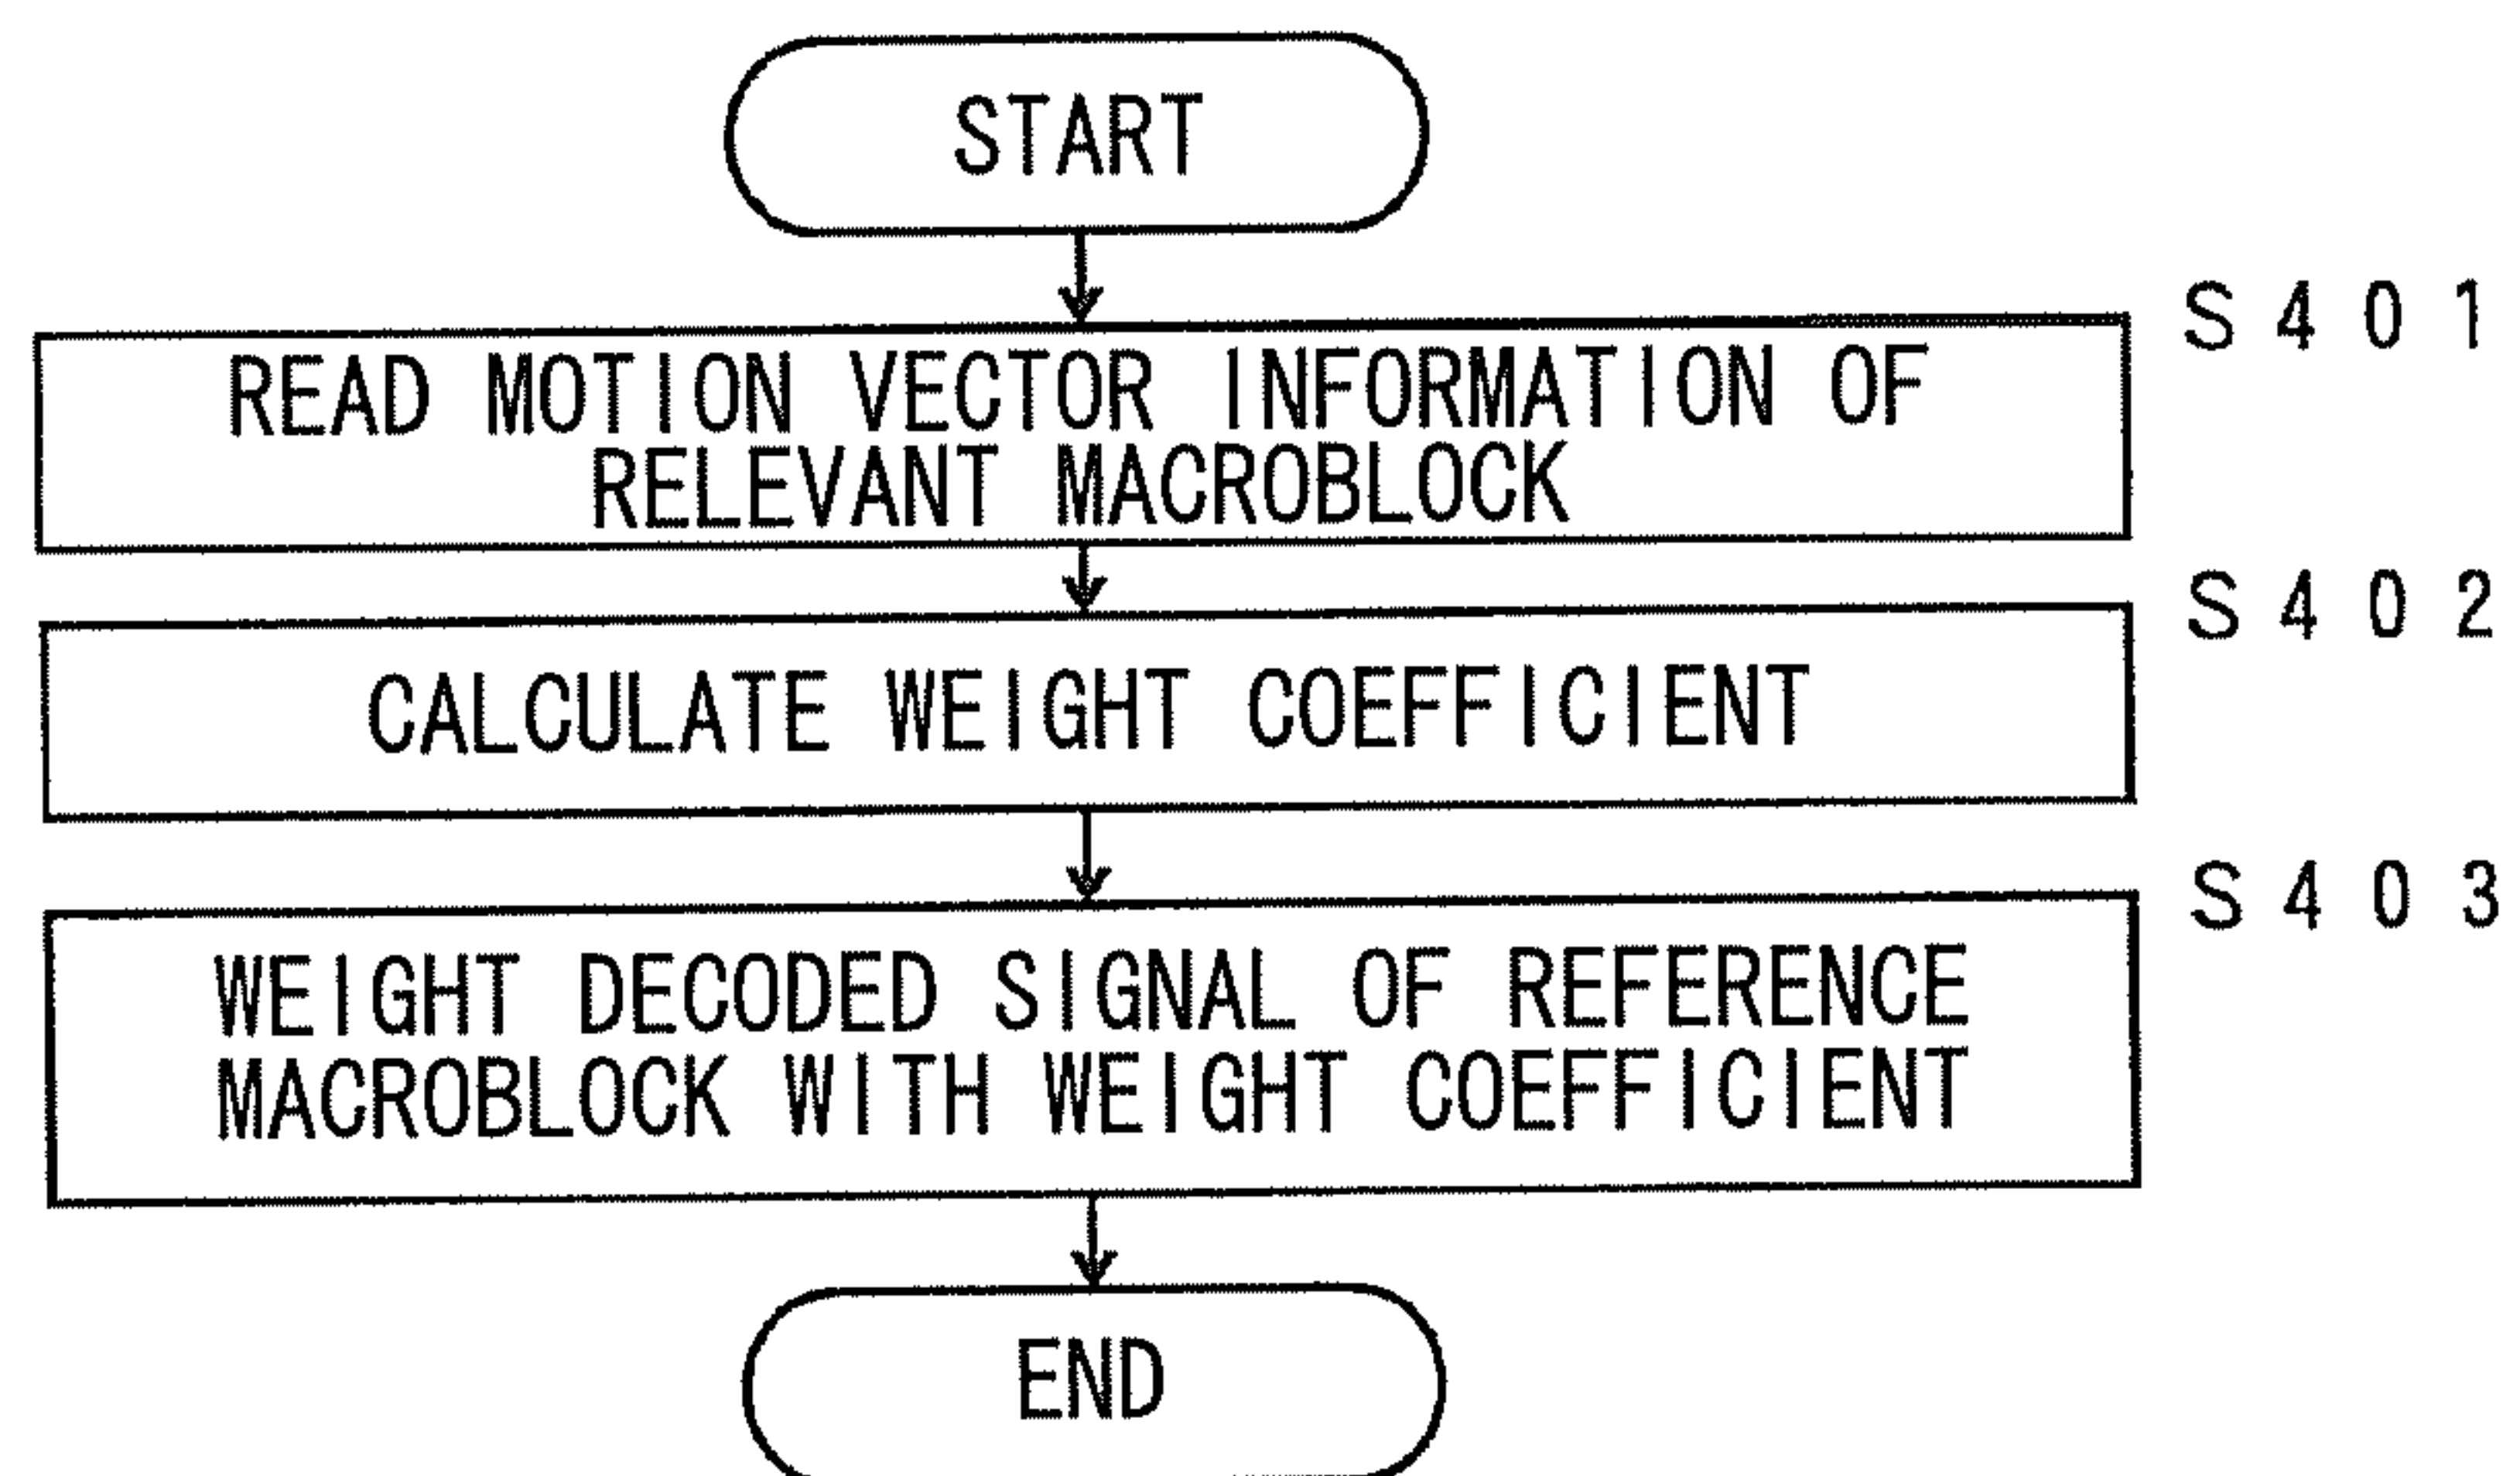 START
S401
READ MOTION VECTOR INFORMATION OF
RELEVANT MACROBLOCK
S402
CALCULATE WEIGHT COEFFICIENT
S403
WEIGHT DECODED SIGNAL OF REFERENCE
MACROBLOCK WITH WEIGHT COEFFICIENT
END